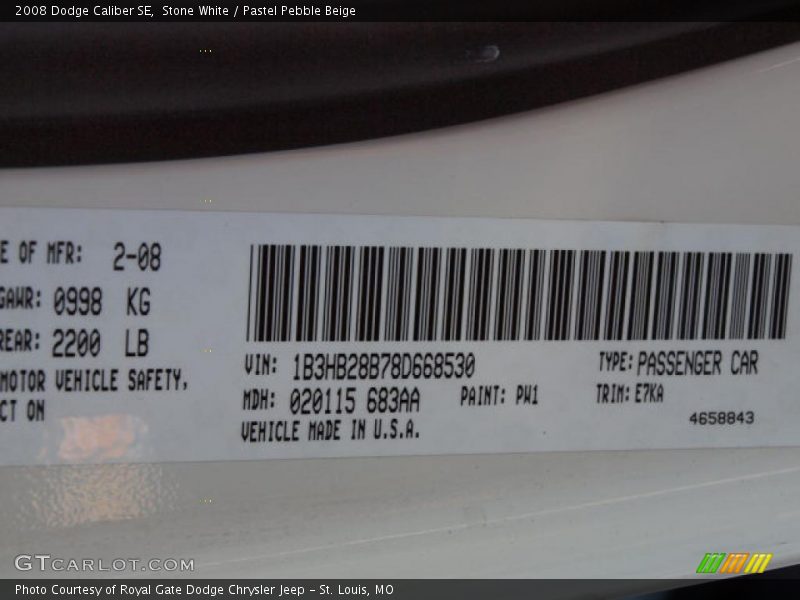 2008 Dodge Caliber SE, Stone White / Pastel Pebble Beige
E OF MFR: 2-08
GAWR: 0998 KG
REAR: 2200 LB
MOTOR VEHICLE SAFETY,
CT ON
VIN: 1B3HB28B78D668530 TYPE: PASSENGER CAR
MDH: 020115 683AA PAINT: PW1 TRIM: E7KA
VEHICLE MADE IN U.S.A.
4658843
GTCARLOT.COM
Photo Courtesy of Royal Gate Dodge Chrysler Jeep - St. Louis, MO